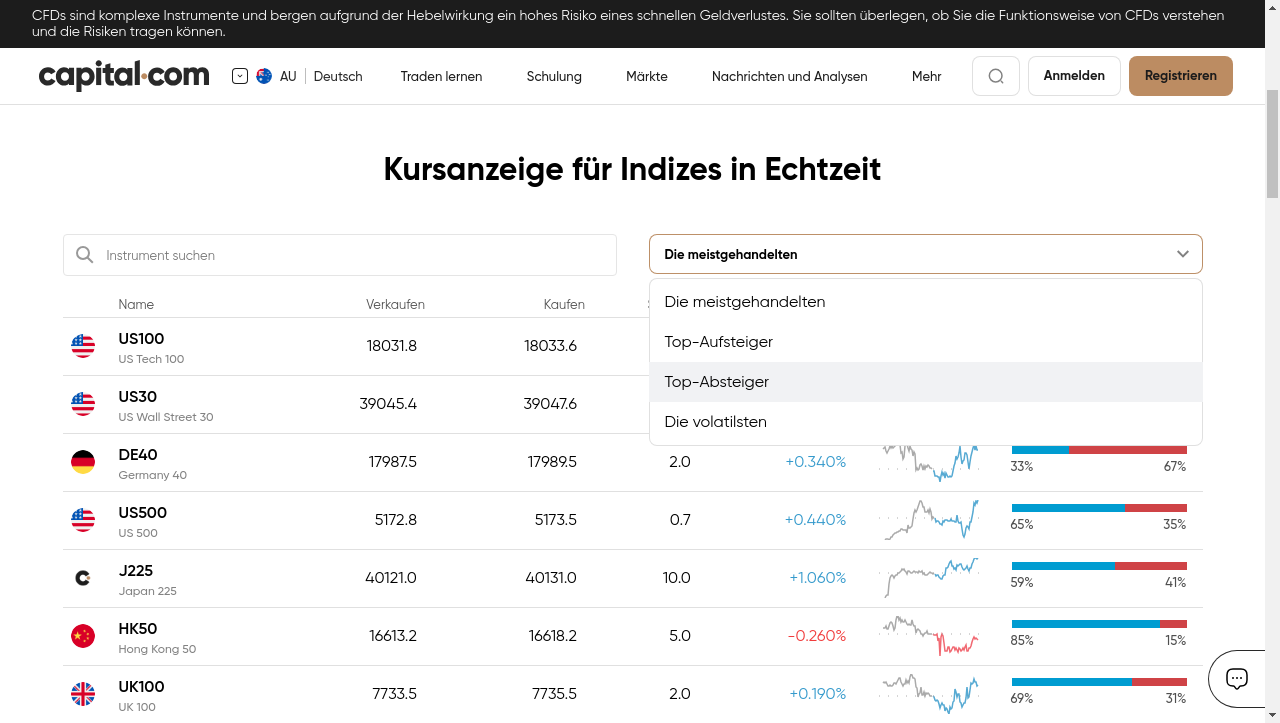 CFDs sind komplexe Instrumente und bergen aufgrund der Hebelwirkung ein hohes Risiko eines schnellen Geldverlustes. Sie sollten überlegen, ob Sie die Funktionsweise von CFDs verstehen
und die Risiken tragen können.
capital.com AU Deutsch Traden lernen Schulung Märkte Nachrichten und Analysen Mehr Anmelden Registrieren
Kursanzeige für Indizes in Echtzeit
Instrument suchen
Die meistgehandelten
Die meistgehandelten
Top-Aufsteiger
Top-Absteiger
Die volatilsten
Name Verkaufen Kaufen
US100 18031.8 18033.6
US Tech 100
US30 39045.4 39047.6
US Wall Street 30
DE40 17987.5 17989.5 2.0 +0.340% 33% 67%
Germany 40
US500 5172.8 5173.5 0.7 +0.440% 65% 35%
US 500
J225 40121.0 40131.0 10.0 +1.060% 59% 41%
Japan 225
HK50 16613.2 16618.2 5.0 -0.260% 85% 15%
Hong Kong 50
UK100 7733.5 7735.5 2.0 +0.190% 69% 31%
UK 100